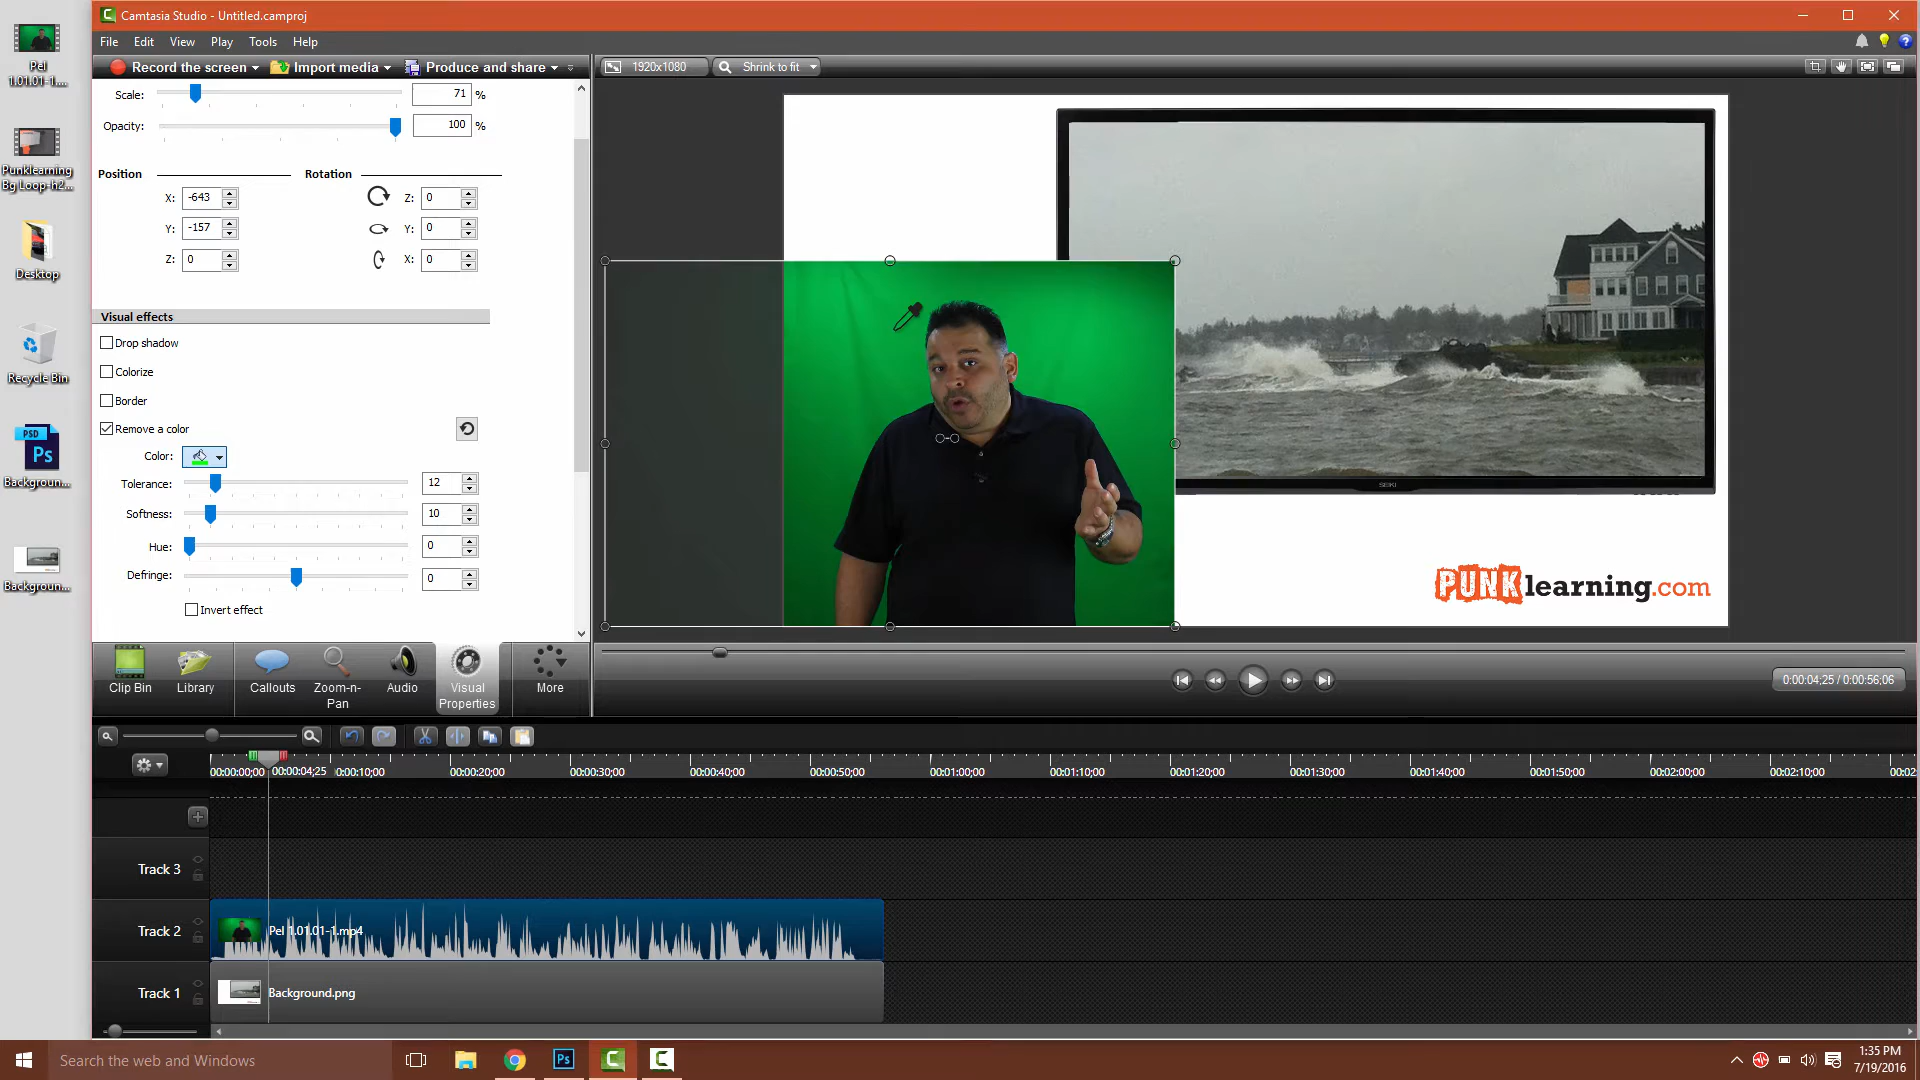 Camtasia Studio - Untitled.camproj
File Edit View Play Tools Help
Record the screen Import media Produce and share
1920x1080 Shrink to fit
Pel
1.01.01-1....
Punklearning
Bg Loop-h2...
Desktop
Recycle Bin
PSD
Ps
Backgroun...
Backgroun...
Scale: 71 %
Opacity: 100 %
Position Rotation
X: -643 Z: 0
Y: -157 Y: 0
Z: 0 X: 0
Visual effects
Drop shadow
Colorize
Border
Remove a color
Color:
Tolerance: 12
Softness: 10
Hue: 0
Defringe: 0
Invert effect
SEIKI
PUNKlearning.com
Clip Bin Library Callouts Zoom-n-Pan Audio Visual Properties More
0:00:04;25 / 0:00:56;06
00:00:00;00 00:00:04;25 0:00:10;00 00:00:20;00 00:00:30;00 00:00:40;00 00:00:50;00 00:01:00;00 00:01:10;00 00:01:20;00 00:01:30;00 00:01:40;00 00:01:50;00 00:02:00;00 00:02:10;00 00:02
Track 3
Track 2 Pel 1.01.01-1.mp4
Track 1 Background.png
Search the web and Windows
Ps
1:35 PM
7/19/2016